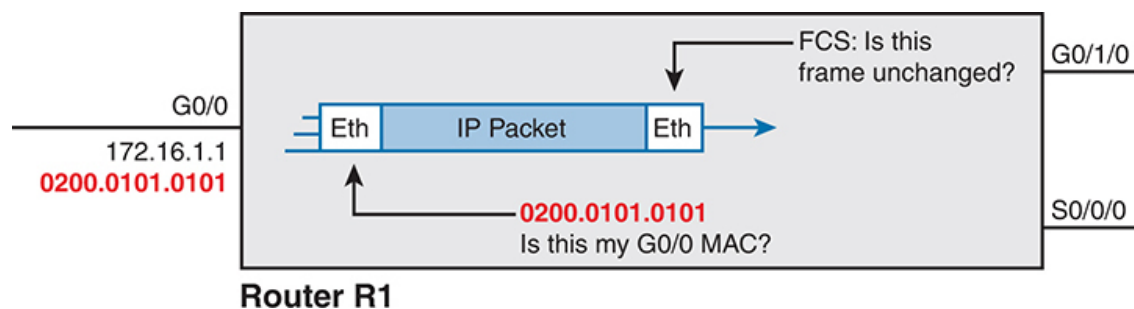 FCS: Is this
frame unchanged?
G0/1/0
G0/0
Eth
IP Packet
Eth
172.16.1.1
0200.0101.0101
0200.0101.0101
Is this my G0/0 MAC?
S0/0/0
Router R1